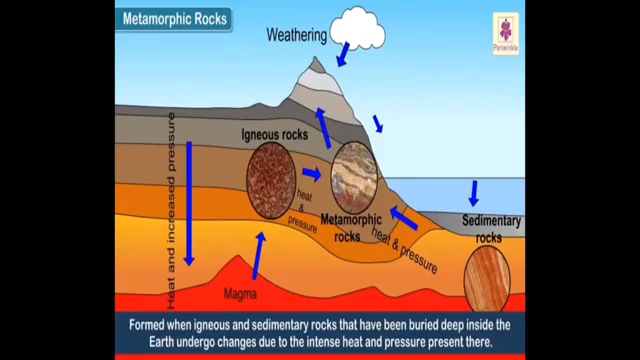 Metamorphic Rocks
Weathering
Periwinkle
Igneous rocks
Heat and increased pressure
heat
&
pressure
Metamorphic
rocks
heat & pressure
Sedimentary
rocks
Magma
Formed when igneous and sedimentary rocks that have been buried deep inside the
Earth undergo changes due to the intense heat and pressure present there.